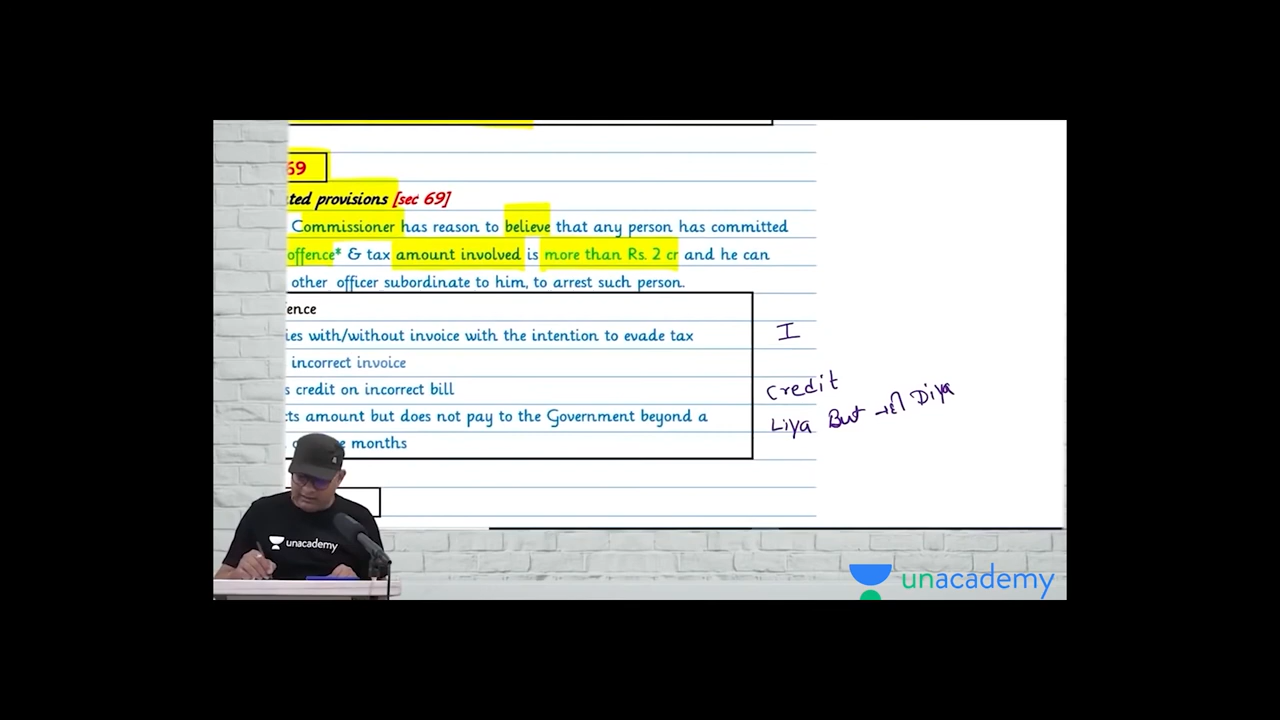 69
ted provisions [sec 69]
Commissioner has reason to believe that any person has committed
offence* & tax amount involved is more than Rs. 2 cr and he can
other officer subordinate to him, to arrest such person.
ence
ies with/without invoice with the intention to evade tax
I
incorrect invoice
s credit on incorrect bill
credit
cts amount but does not pay to the Government beyond a
Liya But नही Diya
months
unacademy
unacademy